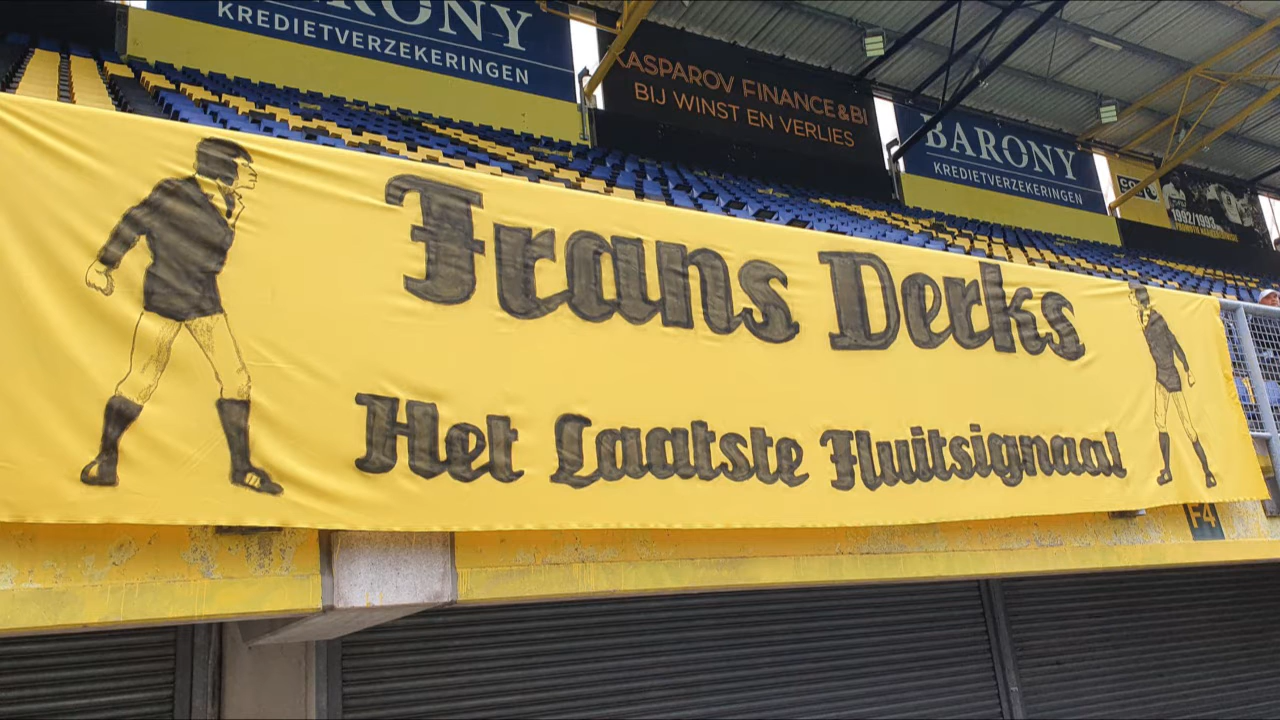 BARONY
KREDIETVERZEKERINGEN
KASPAROV FINANCE & BI
BIJ WINST EN VERLIES
BARONY
KREDIETVERZEKERINGEN
1992/1993
Frans Derks
Het Laatste Fluitsignaal
F4